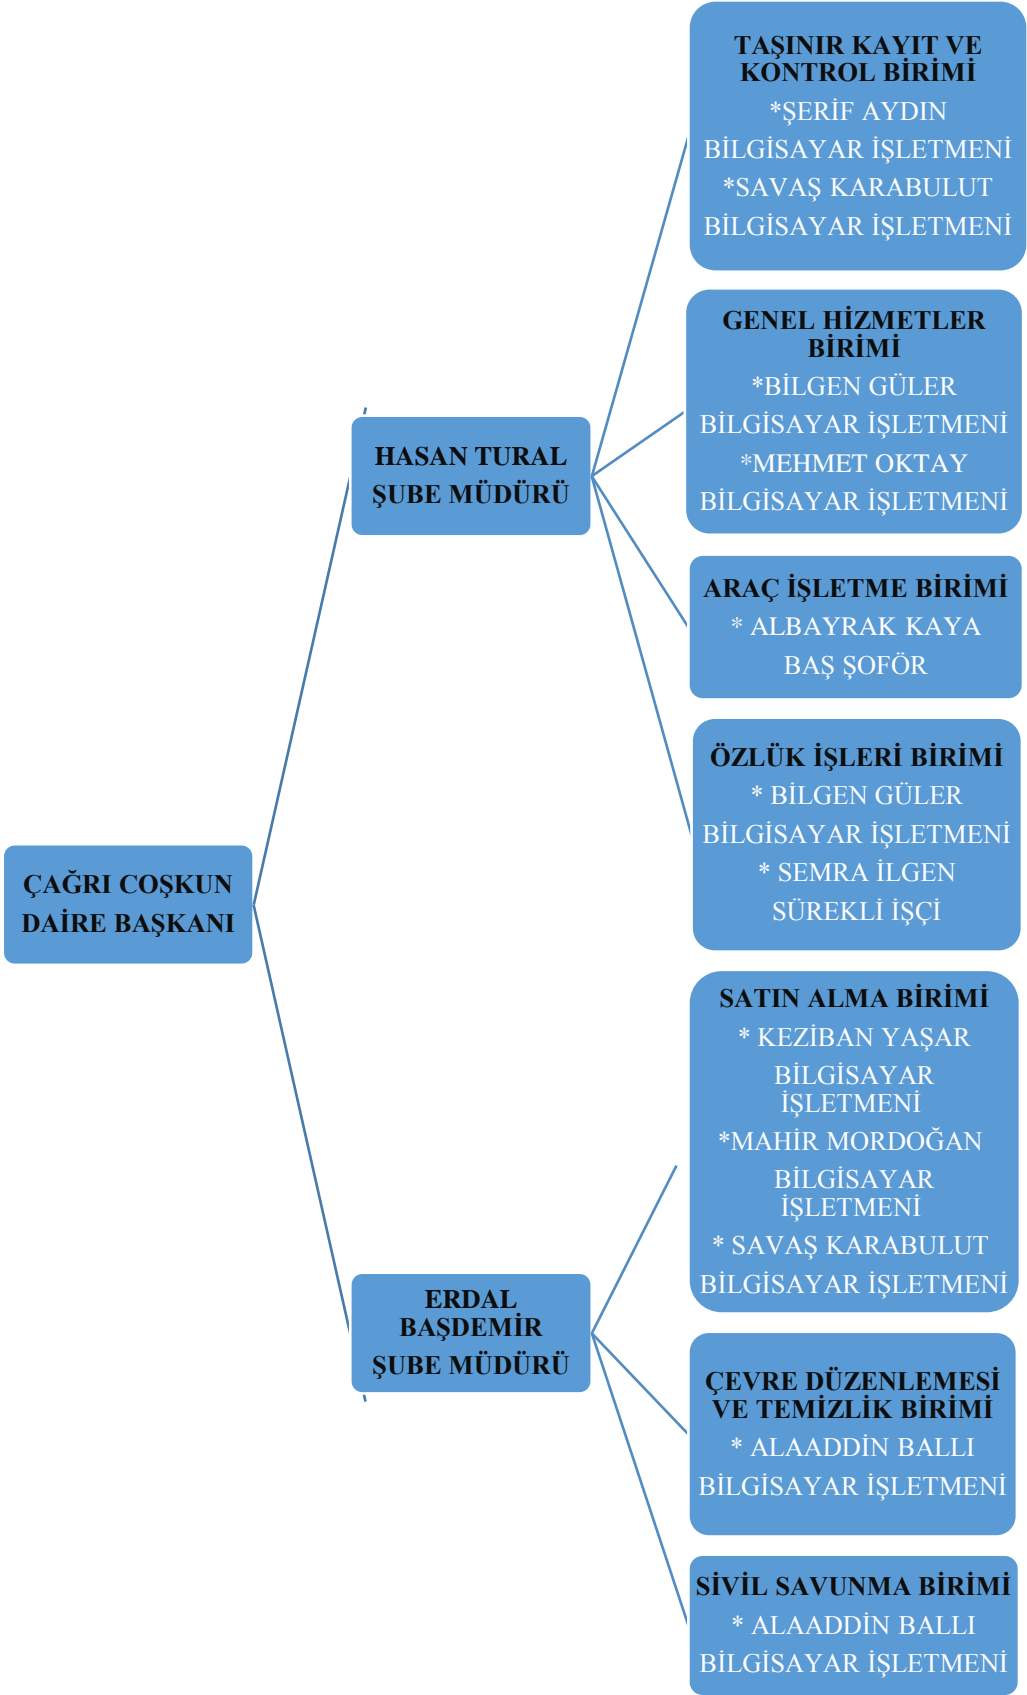 ÇAĞRI COŞKUN
DAİRE BAŞKANI
HASAN TURAL
ŞUBE MÜDÜRÜ
TAŞINIR KAYIT VE
KONTROL BİRİMİ
*ŞERİF AYDIN
BİLGİSAYAR İŞLETMENİ
*SAVAŞ KARABULUT
BİLGİSAYAR İŞLETMENİ
GENEL HİZMETLER
BİRİMİ
*BİLGEN GÜLER
BİLGİSAYAR İŞLETMENİ
*MEHMET OKTAY
BİLGİSAYAR İŞLETMENİ
ARAÇ İŞLETME BİRİMİ
* ALBAYRAK KAYA
BAŞ ŞOFÖR
ÖZLÜK İŞLERİ BİRİMİ
* BİLGEN GÜLER
BİLGİSAYAR İŞLETMENİ
* SEMRA İLGEN
SÜREKLİ İŞÇİ
ERDAL
BAŞDEMİR
ŞUBE MÜDÜRÜ
SATIN ALMA BİRİMİ
* KEZİBAN YAŞAR
BİLGİSAYAR
İŞLETMENİ
*MAHİR MORDOĞAN
BİLGİSAYAR
İŞLETMENİ
* SAVAŞ KARABULUT
BİLGİSAYAR İŞLETMENİ
ÇEVRE DÜZENLEMESİ
VE TEMİZLİK BİRİMİ
* ALAADDİN BALLI
BİLGİSAYAR İŞLETMENİ
SİVİL SAVUNMA BİRİMİ
* ALAADDİN BALLI
BİLGİSAYAR İŞLETMENİ